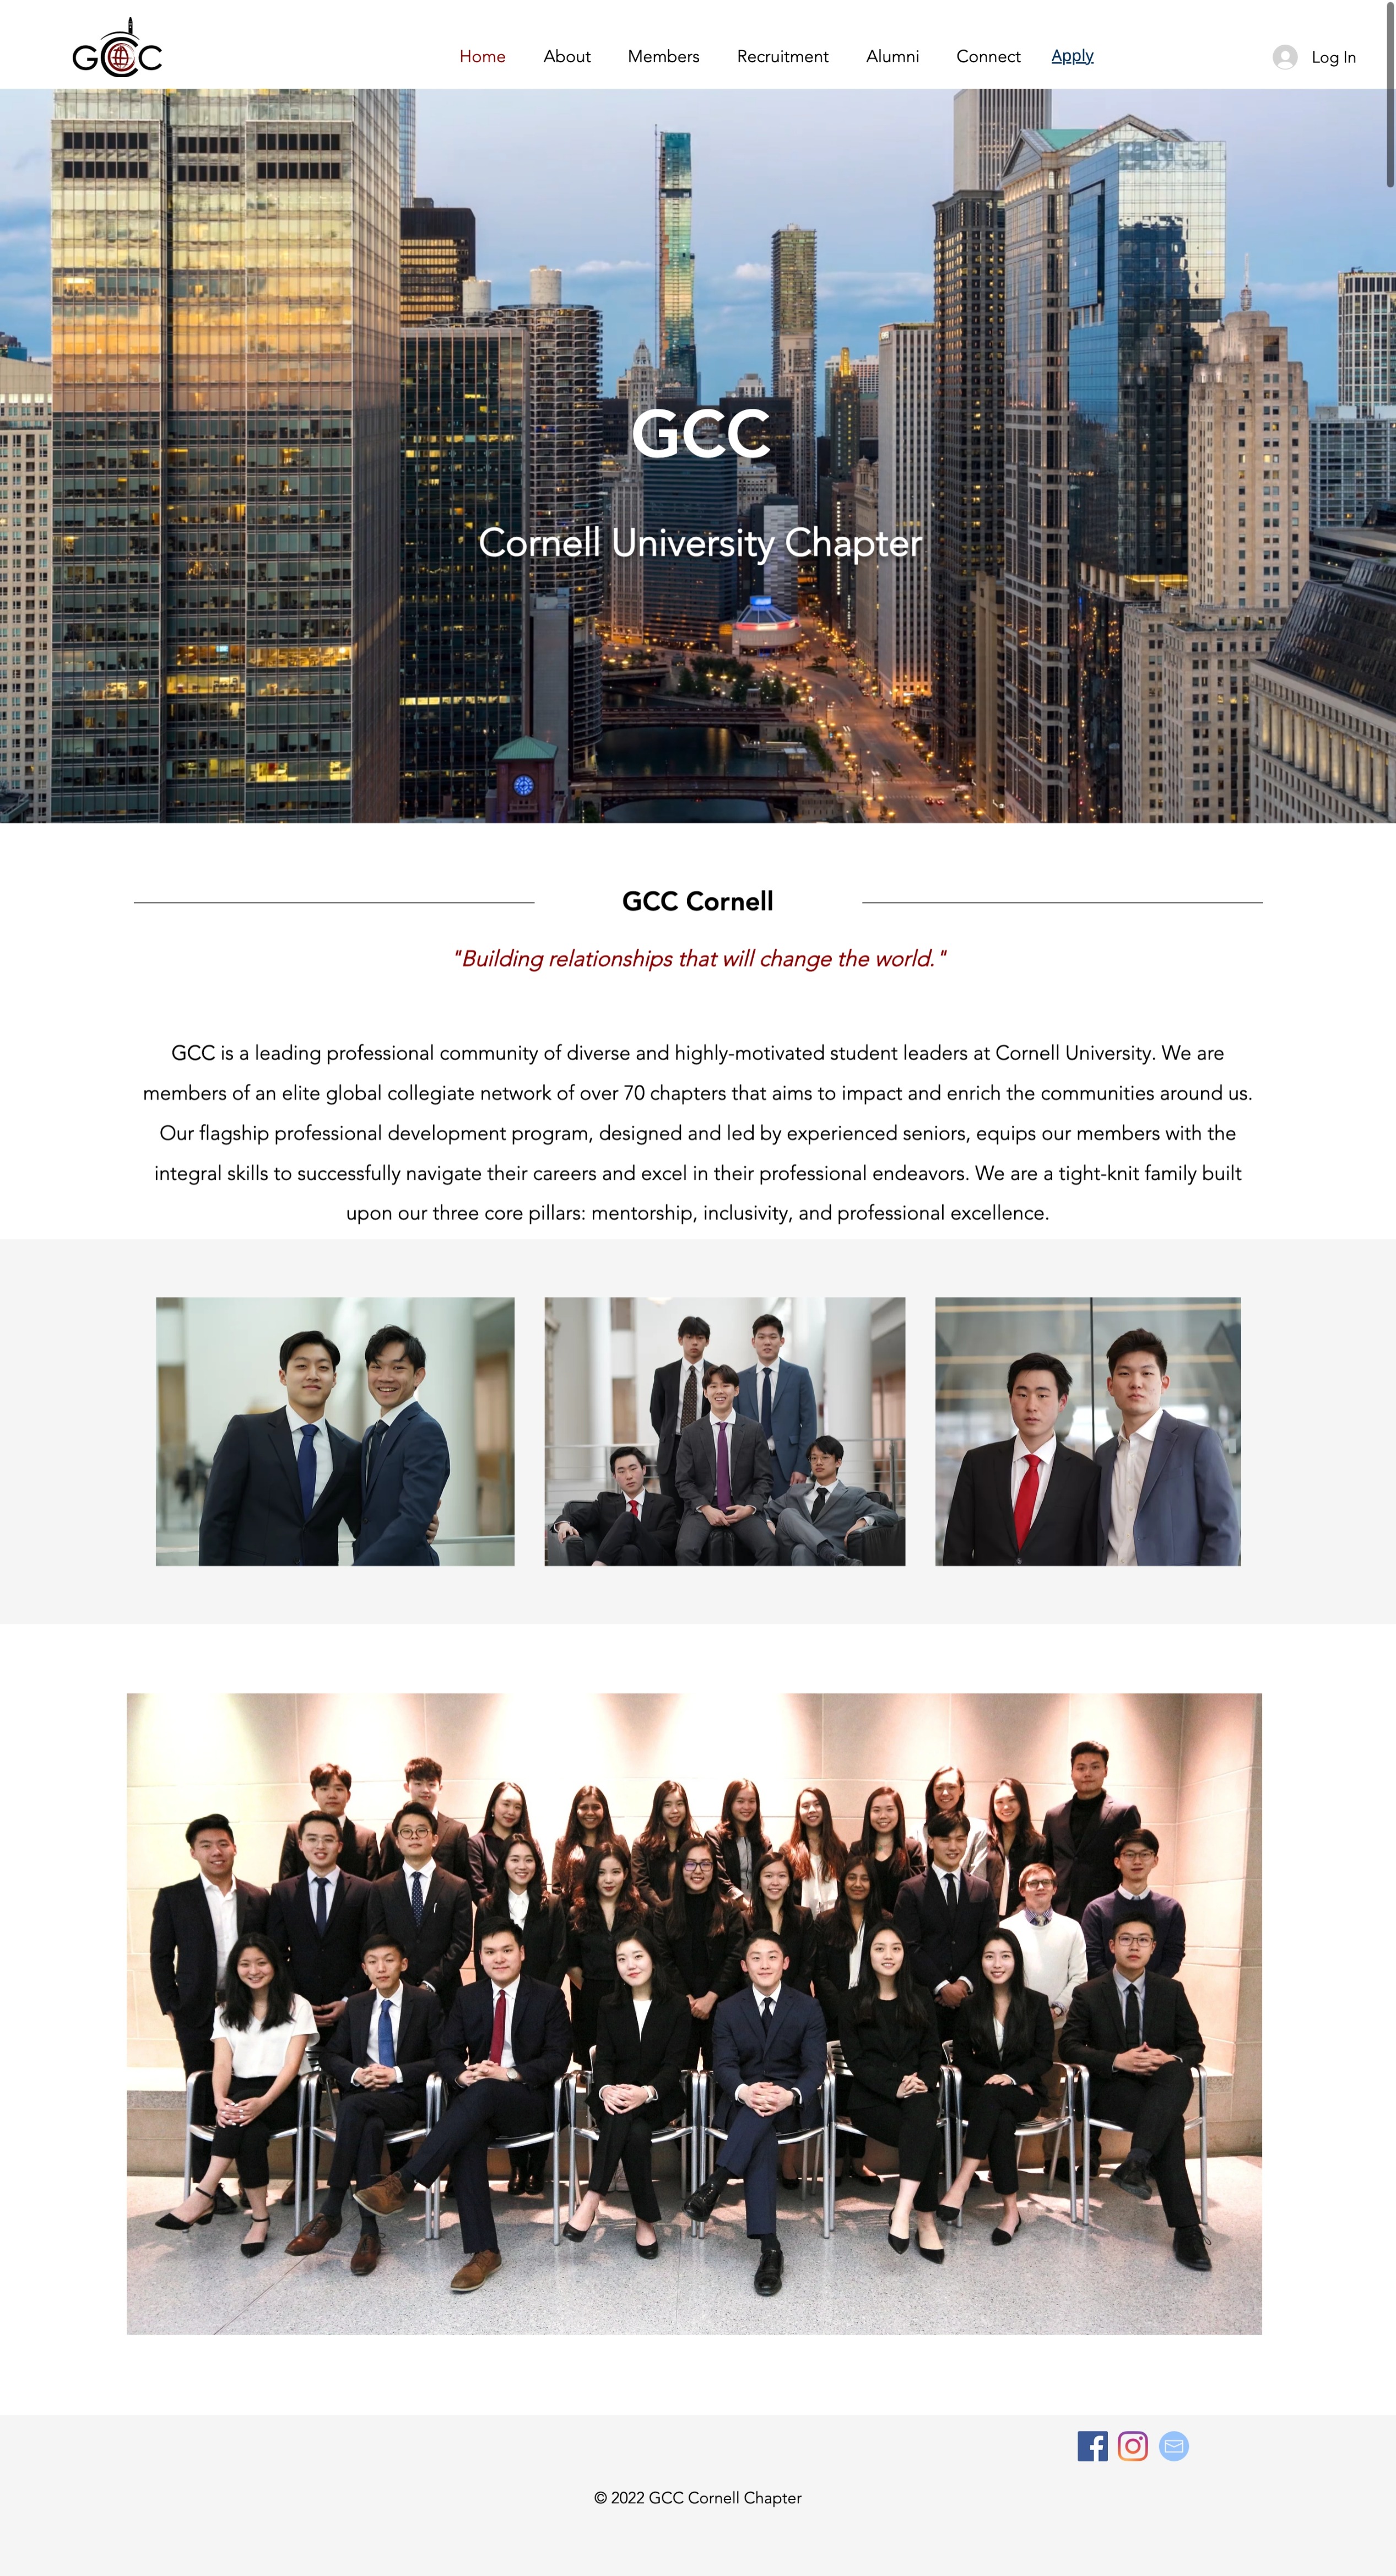 GCC
Home About Members Recruitment Alumni Connect Apply
Log In
GCC
Cornell University Chapter
GCC Cornell
"Building relationships that will change the world."
GCC is a leading professional community of diverse and highly-motivated student leaders at Cornell University. We are
members of an elite global collegiate network of over 70 chapters that aims to impact and enrich the communities around us.
Our flagship professional development program, designed and led by experienced seniors, equips our members with the
integral skills to successfully navigate their careers and excel in their professional endeavors. We are a tight-knit family built
upon our three core pillars: mentorship, inclusivity, and professional excellence.
© 2022 GCC Cornell Chapter